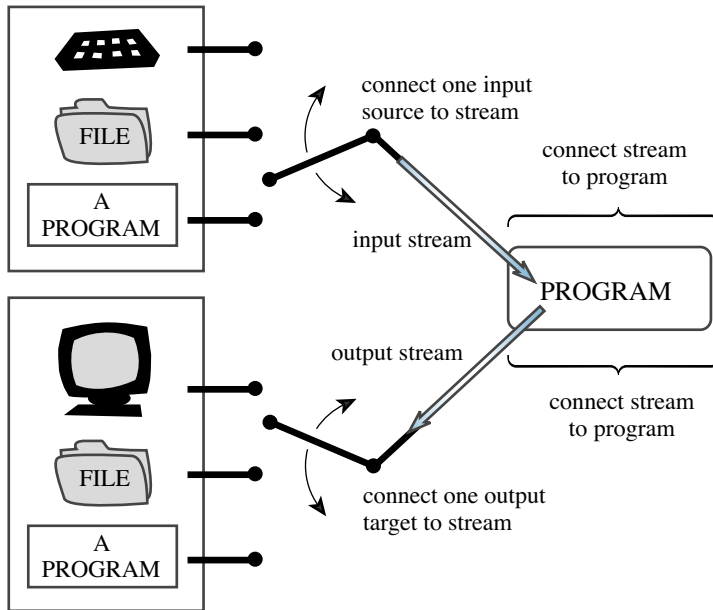 FILE
A
PROGRAM
connect one input
source to stream
input stream
connect stream
to program
PROGRAM
output stream
connect stream
to program
FILE
A
PROGRAM
connect one output
target to stream